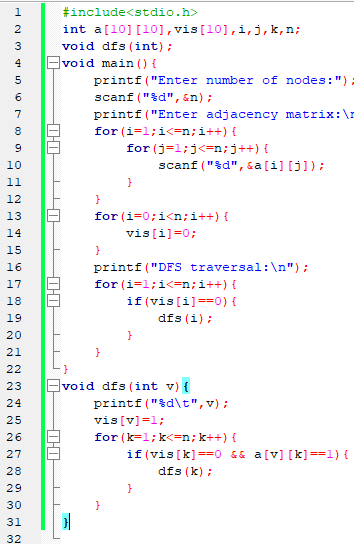 1 #include<stdio.h>
2 int a[10][10],vis[10],i,j,k,n;
3 void dfs(int);
4 void main(){
5 printf("Enter number of nodes:");
6 scanf("%d",&n);
7 printf("Enter adjacency matrix:\n
8 for(i=1;i<=n;i++){
9 for(j=1;j<=n;j++){
10 scanf("%d",&a[i][j]);
11 }
12 }
13 for(i=0;i<n;i++){
14 vis[i]=0;
15 }
16 printf("DFS traversal:\n");
17 for(i=1;i<=n;i++){
18 if(vis[i]==0){
19 dfs(i);
20 }
21 }
22 }
23 void dfs(int v){
24 printf("%d\t",v);
25 vis[v]=1;
26 for(k=1;k<=n;k++){
27 if(vis[k]==0 && a[v][k]==1){
28 dfs(k);
29 }
30 }
31 }
32